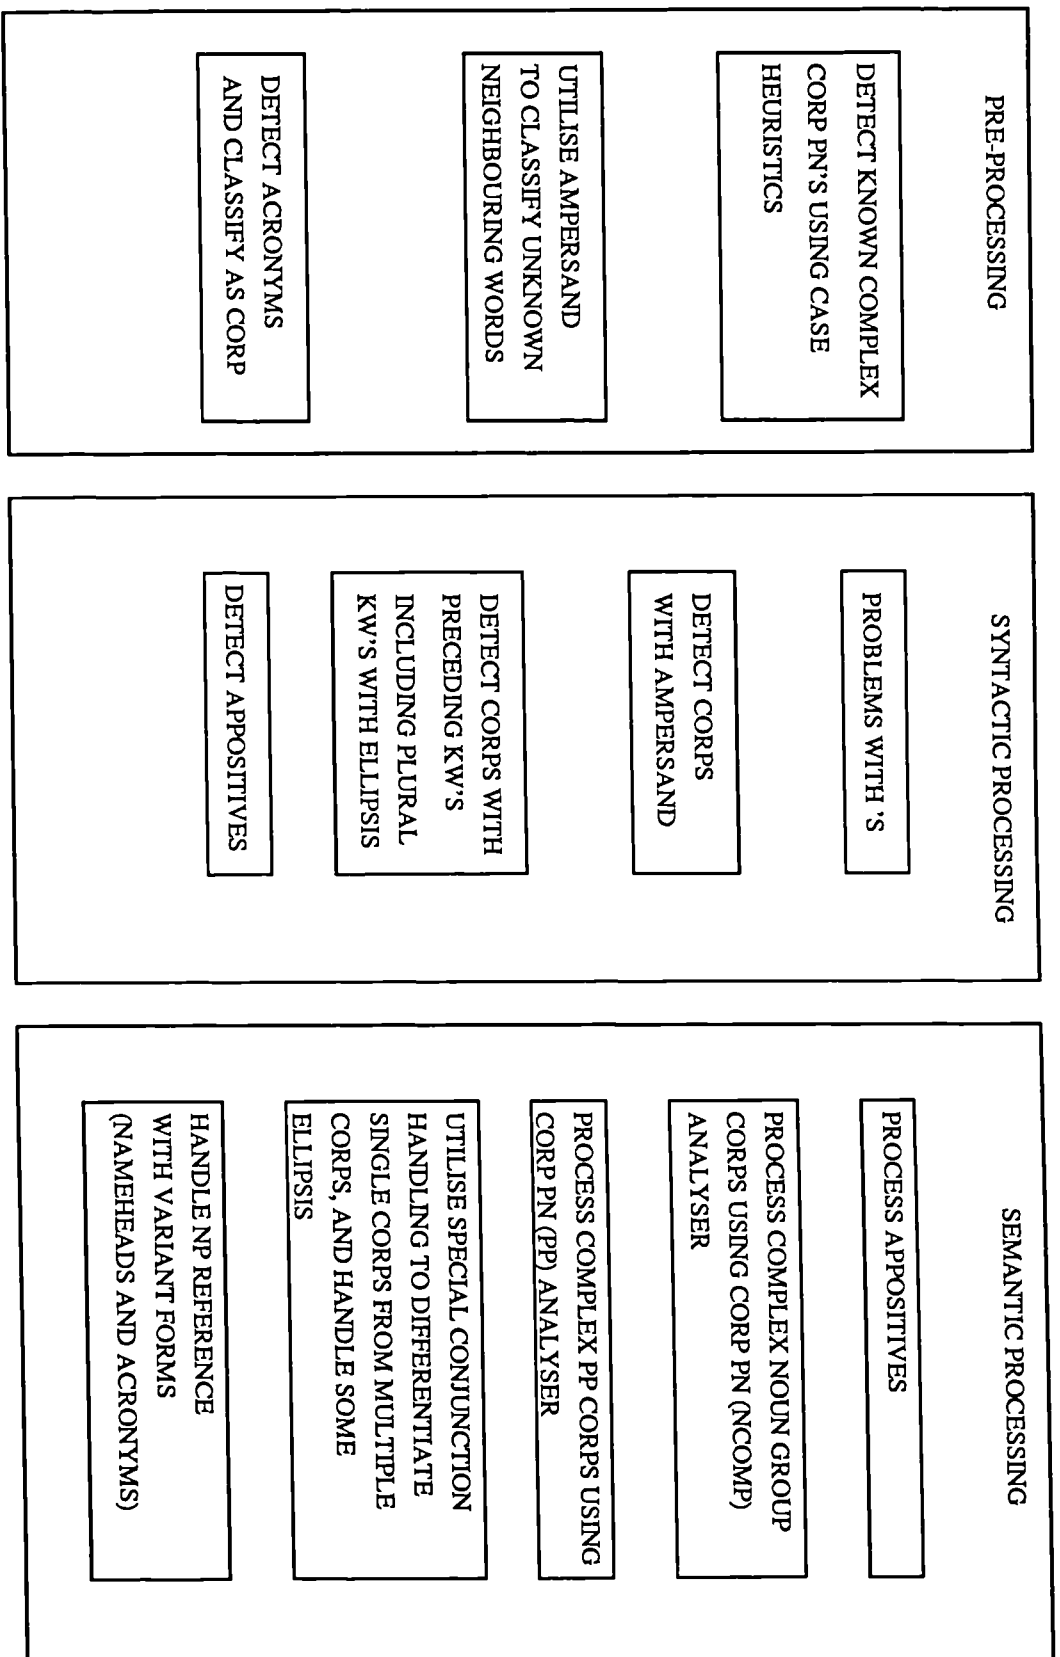 PRE-PROCESSING
DETECT KNOWN COMPLEX
CORP PN'S USING CASE
HEURISTICS
UTILISE AMPERSAND
TO CLASSIFY UNKNOWN
NEIGHBOURING WORDS
DETECT ACRONYMS
AND CLASSIFY AS CORP
SYNTACTIC PROCESSING
PROBLEMS WITH 'S
DETECT CORPS
WITH AMPERSAND
DETECT CORPS WITH
PRECEDING KW'S
INCLUDING PLURAL
KW'S WITH ELLIPSIS
DETECT APPOSITIVES
SEMANTIC PROCESSING
PROCESS APPOSITIVES
PROCESS COMPLEX NOUN GROUP
CORPS USING CORP PN (NCOMP)
ANALYSER
PROCESS COMPLEX PP CORPS USING
CORP PN (PP) ANALYSER
UTILISE SPECIAL CONJUNCTION
HANDLING TO DIFFERENTIATE
SINGLE CORPS FROM MULTIPLE
CORPS, AND HANDLE SOME
ELLIPSIS
HANDLE NP REFERENCE
WITH VARIANT FORMS
(NAMEHEADS AND ACRONYMS)